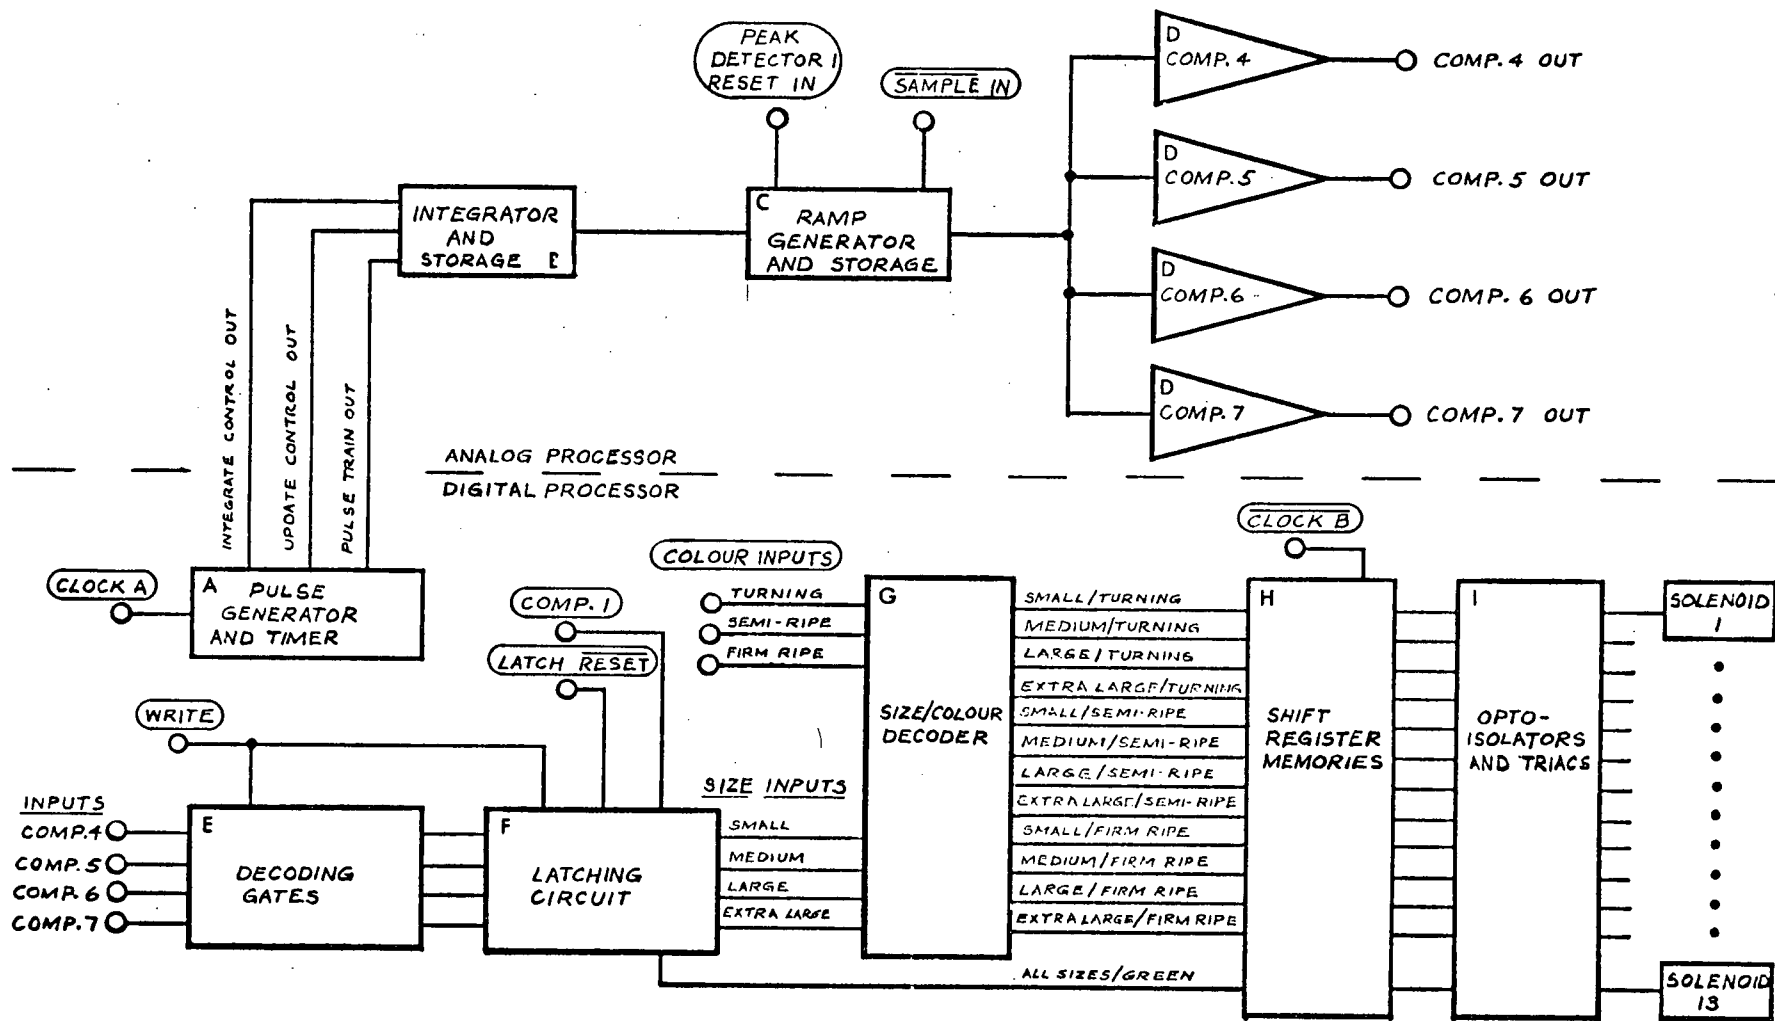 PEAK
DETECTOR 1
RESET IN
SAMPLE IN
D
COMP. 4
COMP. 4 OUT
D
COMP. 5
COMP. 5 OUT
INTEGRATOR
AND
STORAGE
C
RAMP
GENERATOR
AND STORAGE
D
COMP. 6
COMP. 6 OUT
D
COMP. 7
COMP. 7 OUT
INTEGRATE CONTROL OUT
UPDATE CONTROL OUT
PULSE TRAIN OUT
ANALOG PROCESSOR
DIGITAL PROCESSOR
CLOCK A
A
PULSE
GENERATOR
AND TIMER
COMP. 1
LATCH RESET
COLOUR INPUTS
TURNING
SEMI-RIPE
FIRM RIPE
G
SIZE/COLOUR
DECODER
CLOCK B
SMALL/TURNING
MEDIUM/TURNING
LARGE/TURNING
EXTRA LARGE/TURNING
SMALL/SEMI-RIPE
MEDIUM/SEMI-RIPE
LARGE/SEMI-RIPE
EXTRA LARGE/SEMI-RIPE
SMALL/FIRM RIPE
MEDIUM/FIRM RIPE
LARGE/FIRM RIPE
EXTRA LARGE/FIRM RIPE
ALL SIZES/GREEN
H
SHIFT
REGISTER
MEMORIES
I
OPTO-
ISOLATORS
AND TRIACS
SOLENOID
1
SOLENOID
13
WRITE
INPUTS
COMP. 4
COMP. 5
COMP. 6
COMP. 7
E
DECODING
GATES
F
LATCHING
CIRCUIT
SIZE INPUTS
SMALL
MEDIUM
LARGE
EXTRA LARGE